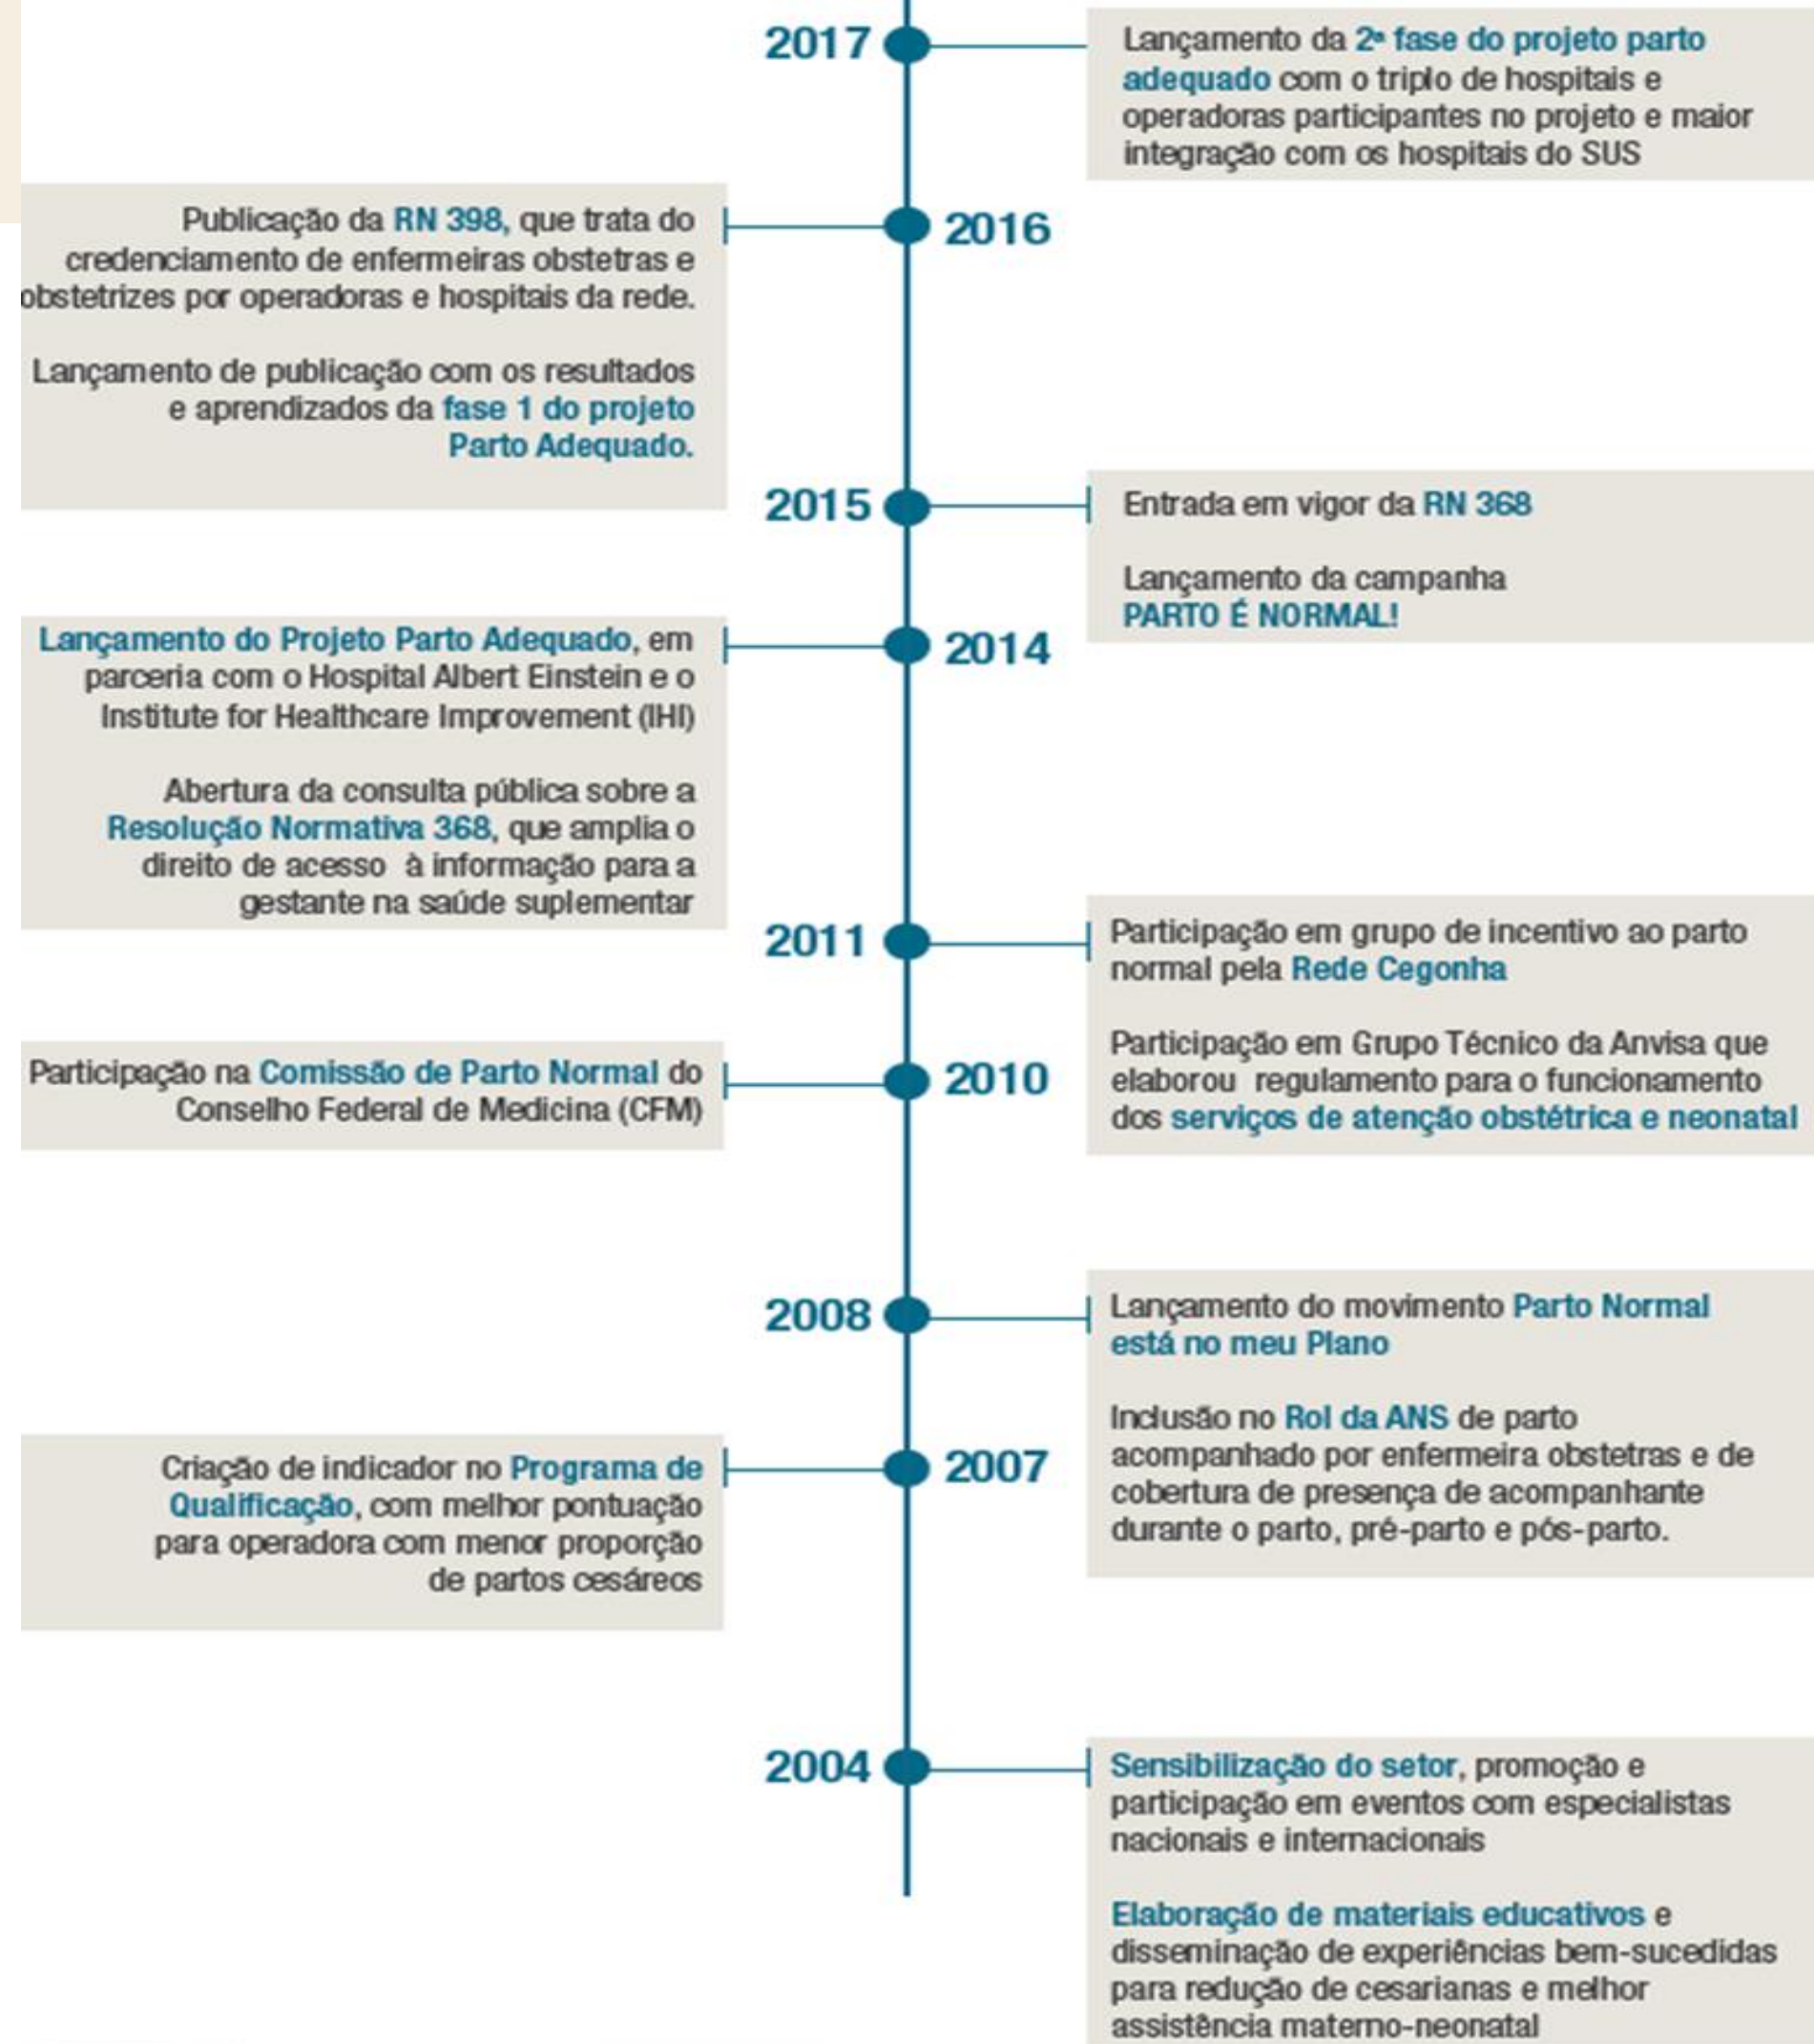 2017
Lançamento da 2ª fase do projeto parto
adequado com o triplo de hospitais e
operadoras participantes no projeto e maior
integração com os hospitais do SUS
2016
Publicação da RN 398, que trata do
credenciamento de enfermeiras obstetras e
obstetrizes por operadoras e hospitais da rede.
Lançamento de publicação com os resultados
e aprendizados da fase 1 do projeto
Parto Adequado.
2015
Entrada em vigor da RN 368
Lançamento da campanha
PARTO É NORMAL!
2014
Lançamento do Projeto Parto Adequado, em
parceria com o Hospital Albert Einstein e o
Institute for Healthcare Improvement (IHI)
Abertura da consulta pública sobre a
Resolução Normativa 368, que amplia o
direito de acesso à informação para a
gestante na saúde suplementar
2011
Participação em grupo de incentivo ao parto
normal pela Rede Cegonha
Participação em Grupo Técnico da Anvisa que
elaborou regulamento para o funcionamento
dos serviços de atenção obstétrica e neonatal
2010
Participação na Comissão de Parto Normal do
Conselho Federal de Medicina (CFM)
2008
Lançamento do movimento Parto Normal
está no meu Plano
Inclusão no Rol da ANS de parto
acompanhado por enfermeira obstetras e de
cobertura de presença de acompanhante
durante o parto, pré-parto e pós-parto.
2007
Criação de indicador no Programa de
Qualificação, com melhor pontuação
para operadora com menor proporção
de partos cesáreos
2004
Sensibilização do setor, promoção e
participação em eventos com especialistas
nacionais e internacionais
Elaboração de materiais educativos e
disseminação de experiências bem-sucedidas
para redução de cesarianas e melhor
assistência materno-neonatal